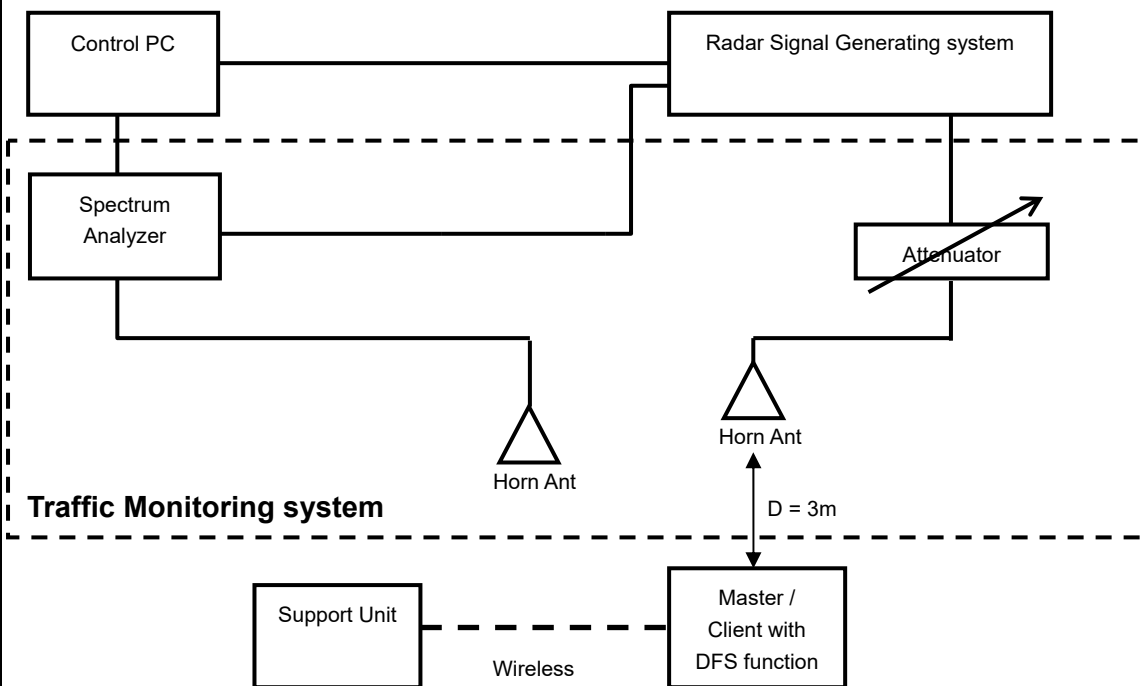 Control PC
Radar Signal Generating system
Spectrum
Analyzer
Attenuator
Horn Ant
Horn Ant
Traffic Monitoring system
D = 3m
Support Unit
Wireless
Master /
Client with
DFS function